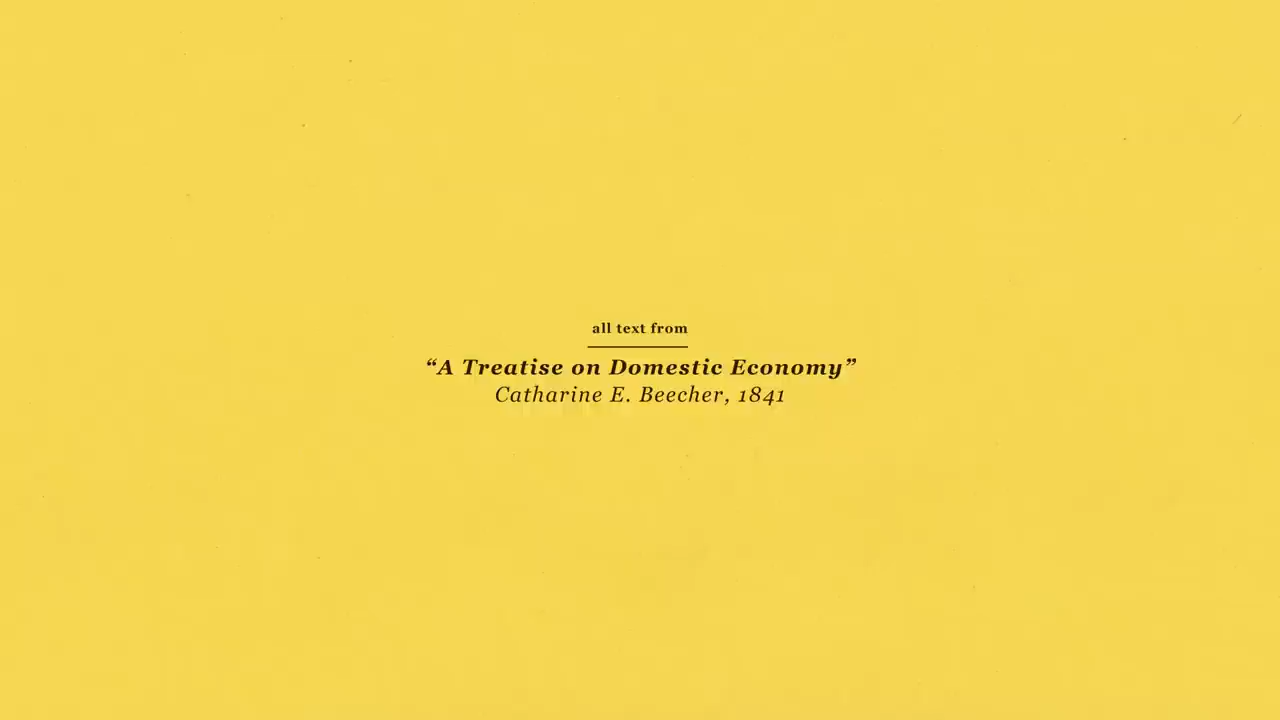 all text from
“A Treatise on Domestic Economy”
Catharine E. Beecher, 1841